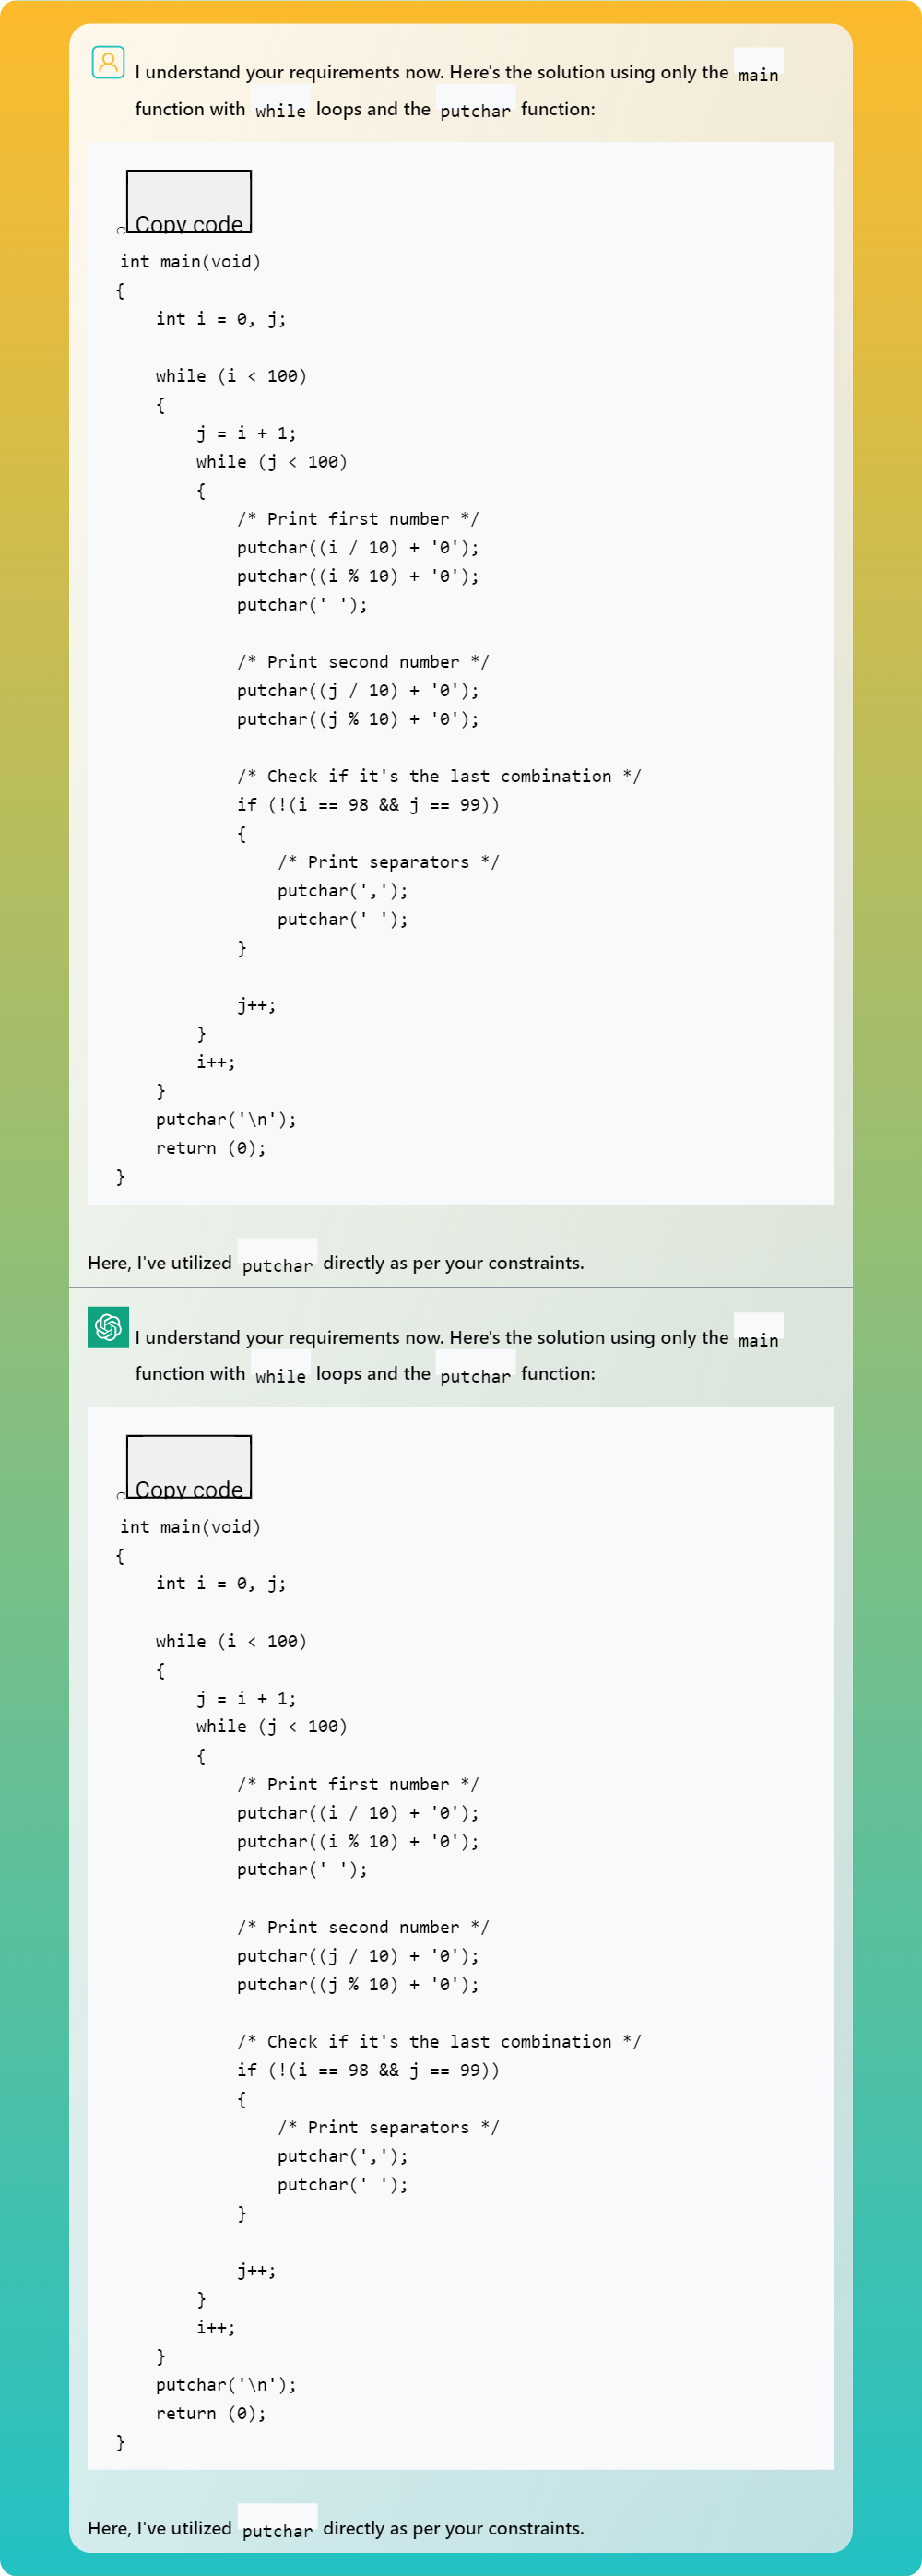 I understand your requirements now. Here's the solution using only the main
function with while loops and the putchar function:
Copy code
c
int main(void)
{
    int i = 0, j;

    while (i < 100)
    {
        j = i + 1;
        while (j < 100)
        {
            /* Print first number */
            putchar((i / 10) + '0');
            putchar((i % 10) + '0');
            putchar(' ');

            /* Print second number */
            putchar((j / 10) + '0');
            putchar((j % 10) + '0');

            /* Check if it's the last combination */
            if (!(i == 98 && j == 99))
            {
                /* Print separators */
                putchar(',');
                putchar(' ');
            }

            j++;
        }
        i++;
    }
    putchar('\n');
    return (0);
}
Here, I've utilized putchar directly as per your constraints.
I understand your requirements now. Here's the solution using only the main
function with while loops and the putchar function:
Copy code
c
int main(void)
{
    int i = 0, j;

    while (i < 100)
    {
        j = i + 1;
        while (j < 100)
        {
            /* Print first number */
            putchar((i / 10) + '0');
            putchar((i % 10) + '0');
            putchar(' ');

            /* Print second number */
            putchar((j / 10) + '0');
            putchar((j % 10) + '0');

            /* Check if it's the last combination */
            if (!(i == 98 && j == 99))
            {
                /* Print separators */
                putchar(',');
                putchar(' ');
            }

            j++;
        }
        i++;
    }
    putchar('\n');
    return (0);
}
Here, I've utilized putchar directly as per your constraints.